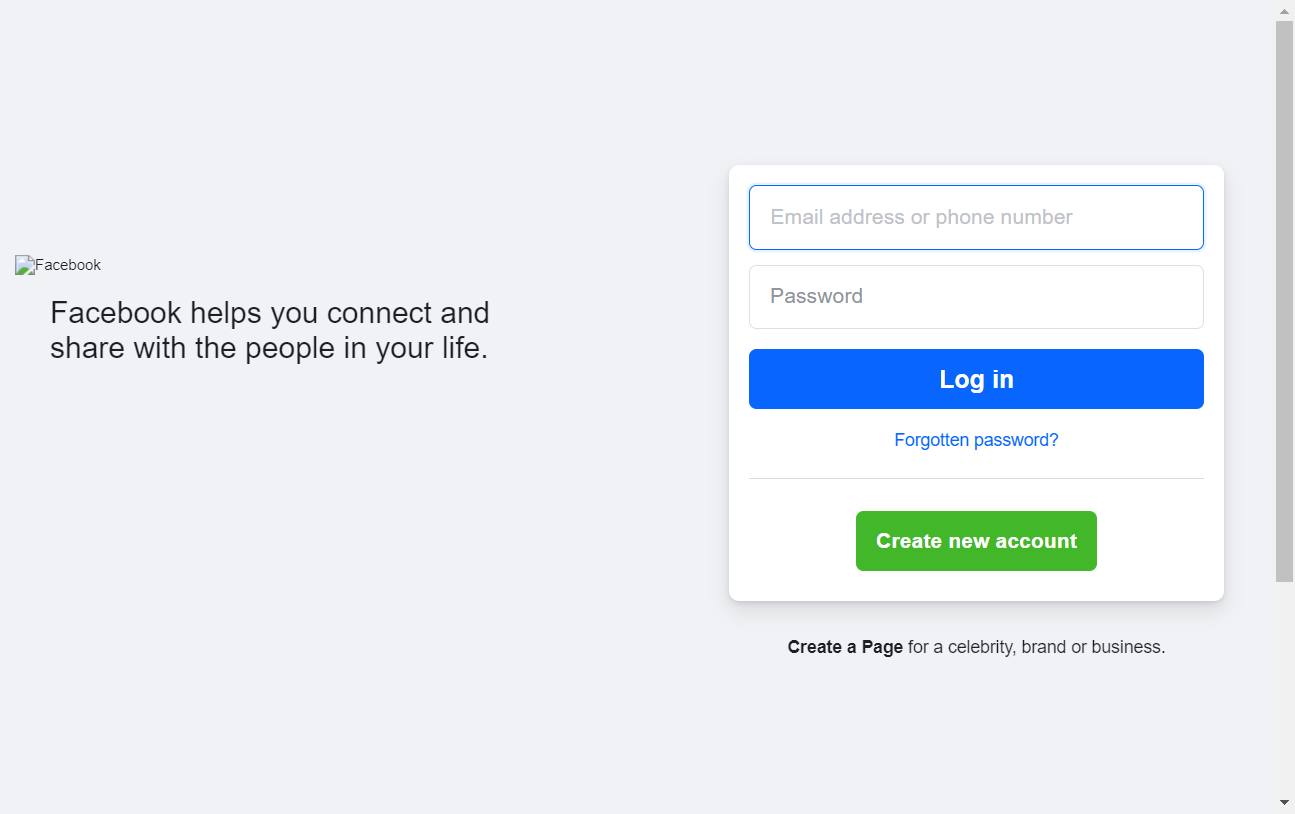 Facebook
Facebook helps you connect and
share with the people in your life.
Email address or phone number
Password
Log in
Forgotten password?
Create new account
Create a Page for a celebrity, brand or business.